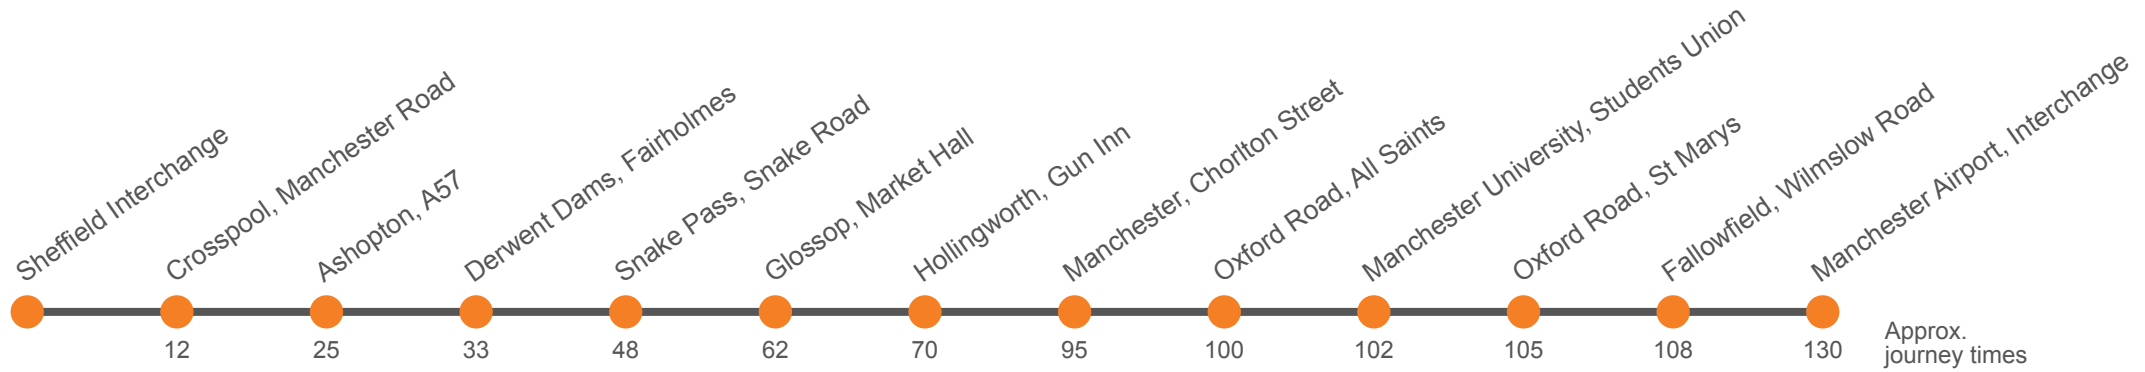 Sheffield Interchange
Crosspool, Manchester Road
Ashopton, A57
Derwent Dams, Fairholmes
Snake Pass, Snake Road
Glossop, Market Hall
Hollingworth, Gun Inn
Manchester, Chorlton Street
Oxford Road, All Saints
Manchester University, Students Union
Oxford Road, St Marys
Fallowfield, Wilmslow Road
Manchester Airport, Interchange
12 25 33 48 62 70 95 100 102 105 108 130
Approx.
journey times